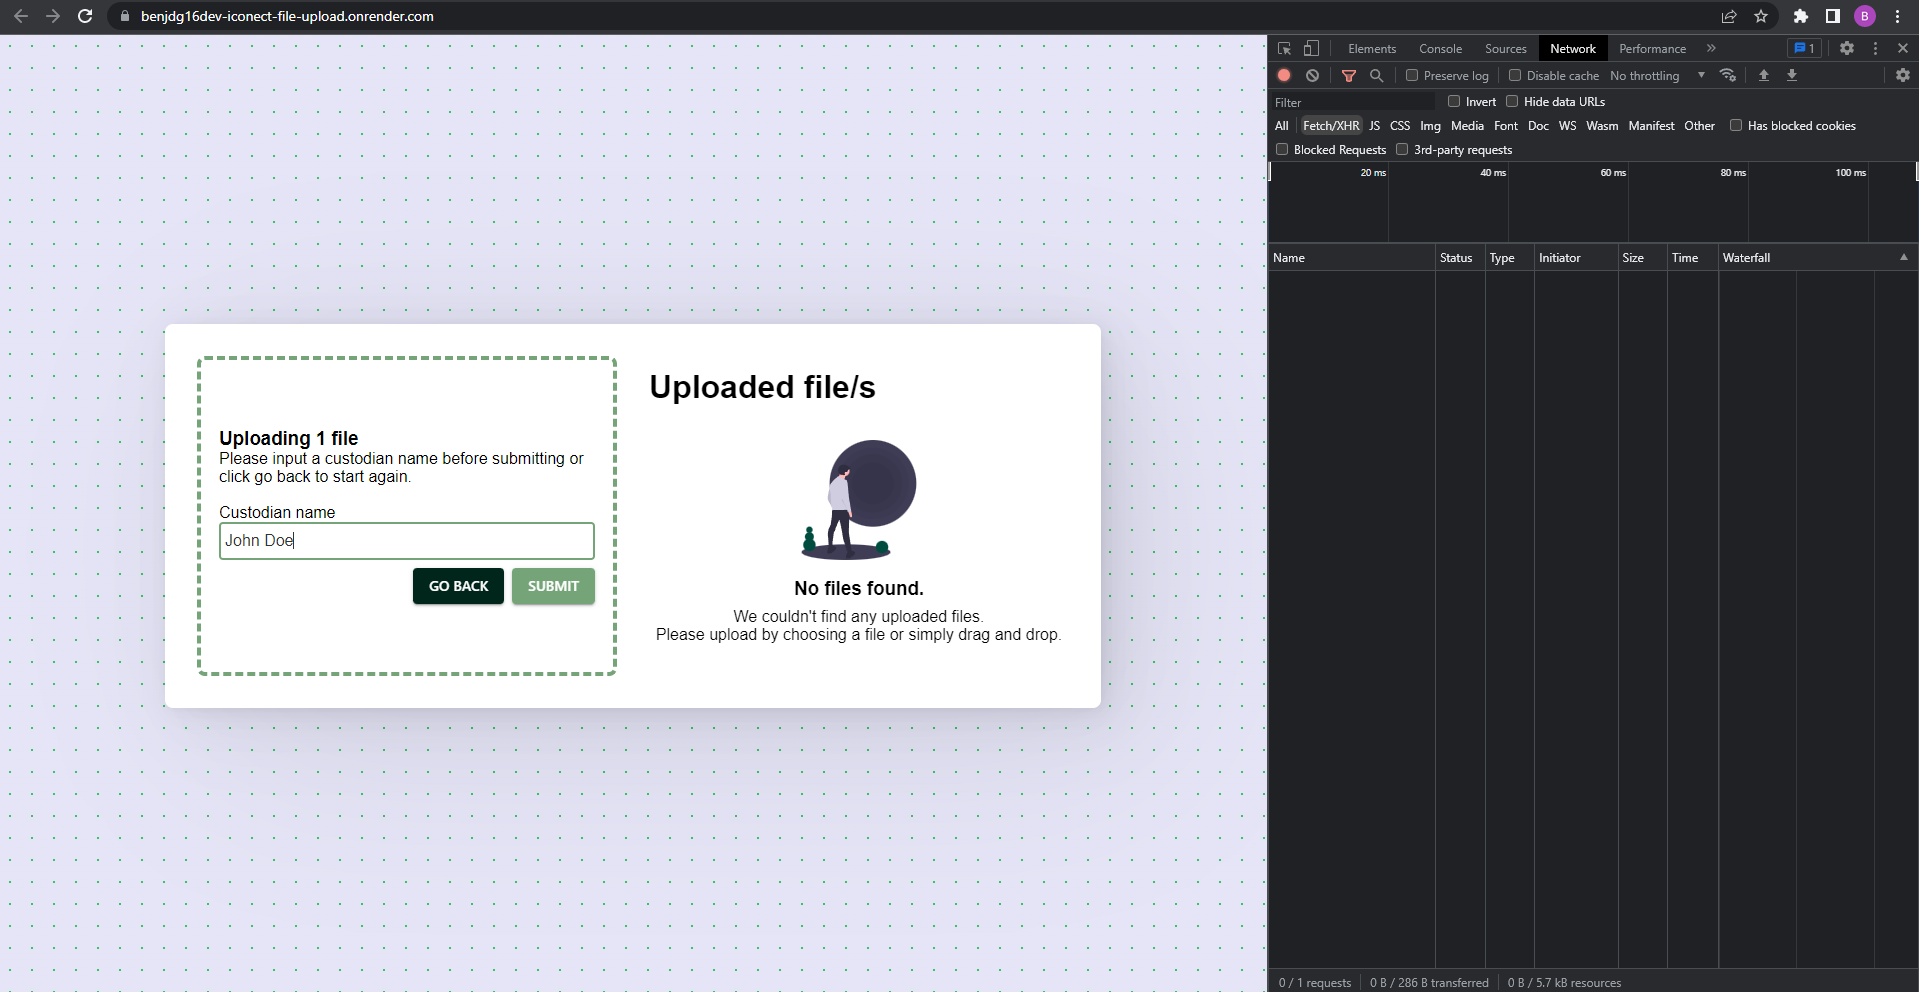 benjdg16dev-iconect-file-upload.onrender.com
B
Elements Console Sources Network Performance » 1
Preserve log Disable cache No throttling
Filter Invert Hide data URLs
All Fetch/XHR JS CSS Img Media Font Doc WS Wasm Manifest Other Has blocked cookies
Blocked Requests 3rd-party requests
20 ms 40 ms 60 ms 80 ms 100 ms
Name Status Type Initiator Size Time Waterfall
Uploading 1 file
Please input a custodian name before submitting or
click go back to start again.
Custodian name
John Doe
GO BACK SUBMIT
Uploaded file/s
No files found.
We couldn't find any uploaded files.
Please upload by choosing a file or simply drag and drop.
0 / 1 requests 0 B / 286 B transferred 0 B / 5.7 kB resources